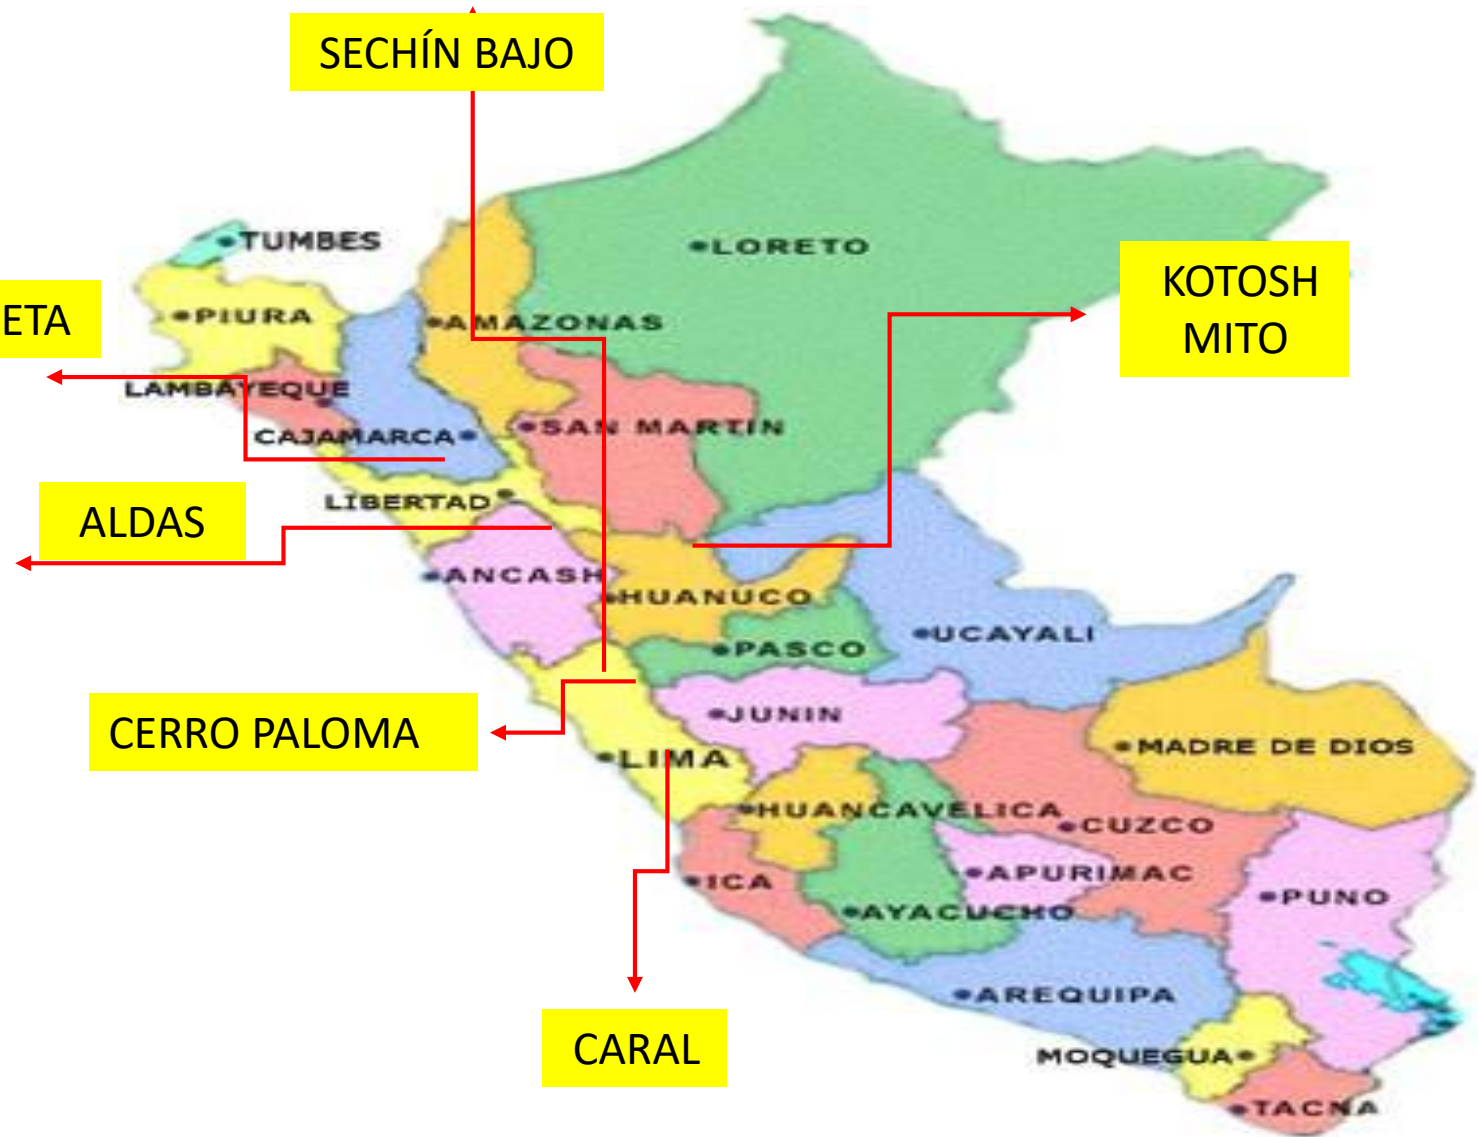 SECHÍN BAJO
TUMBES
LORETO
KOTOSH
MITO
ETA
PIURA
AMAZONAS
LAMBAYEQUE
CAJAMARCA
SAN MARTIN
LIBERTAD
ALDAS
ANCASH
HUANUCO
UCAYALI
PASCO
CERRO PALOMA
JUNIN
MADRE DE DIOS
LIMA
HUANCAVELICA
CUZCO
APURIMAC
ICA
PUNO
AYACUCHO
AREQUIPA
CARAL
MOQUEGUA
TACNA